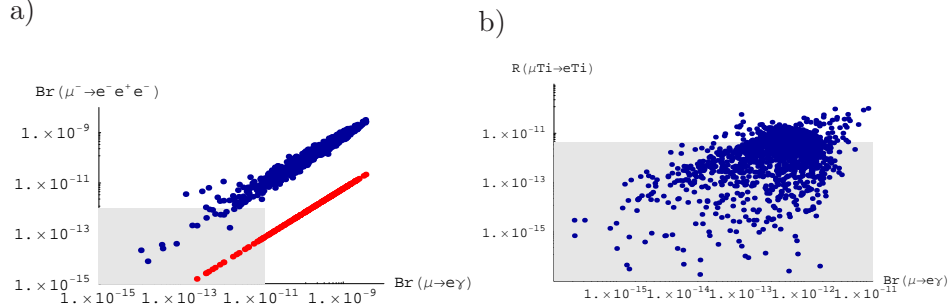 a)
Br(μ⁻→e⁻e⁺e⁻)
1.×10⁻⁹
1.×10⁻¹¹
1.×10⁻¹³
1.×10⁻¹⁵
1.×10⁻¹⁵ 1.×10⁻¹³ 1.×10⁻¹¹ 1.×10⁻⁹
Br(μ→eγ)
b)
R(μTi→eTi)
1.×10⁻¹¹
1.×10⁻¹³
1.×10⁻¹⁵
1.×10⁻¹⁵ 1.×10⁻¹⁴ 1.×10⁻¹³ 1.×10⁻¹² 1.×10⁻¹¹
Br(μ→eγ)